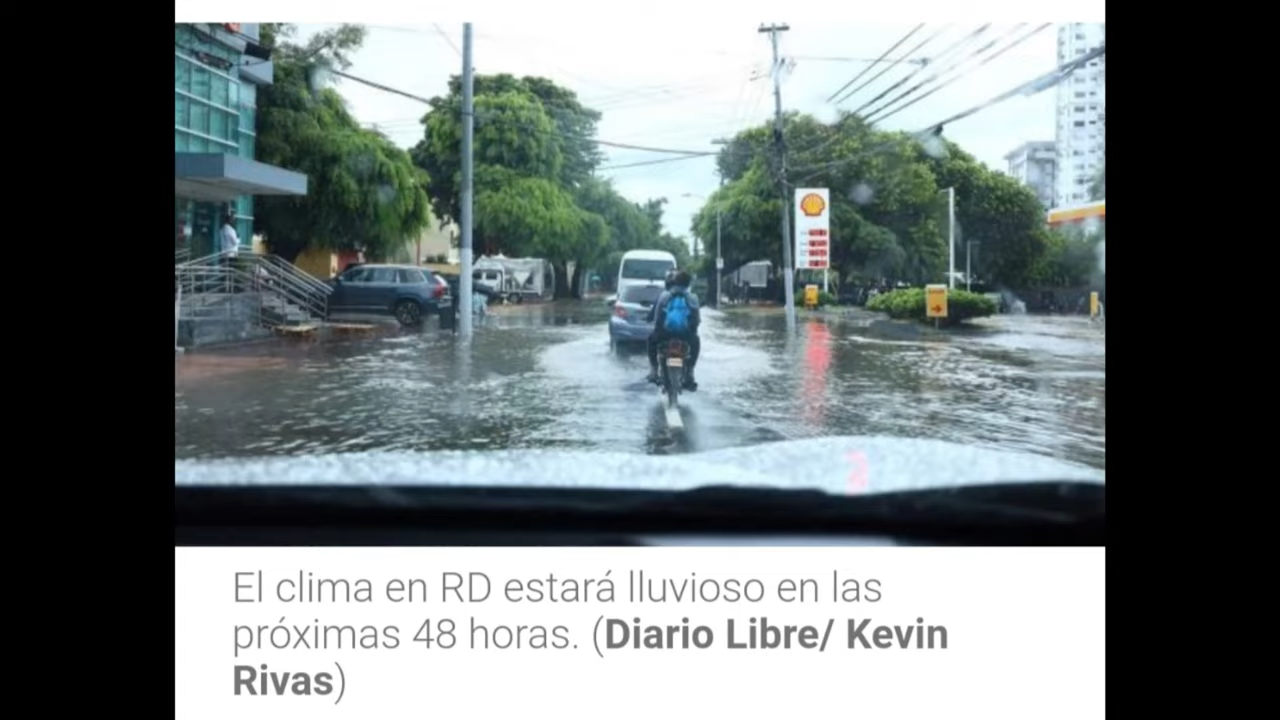 El clima en RD estará lluvioso en las
próximas 48 horas. (Diario Libre/ Kevin
Rivas)